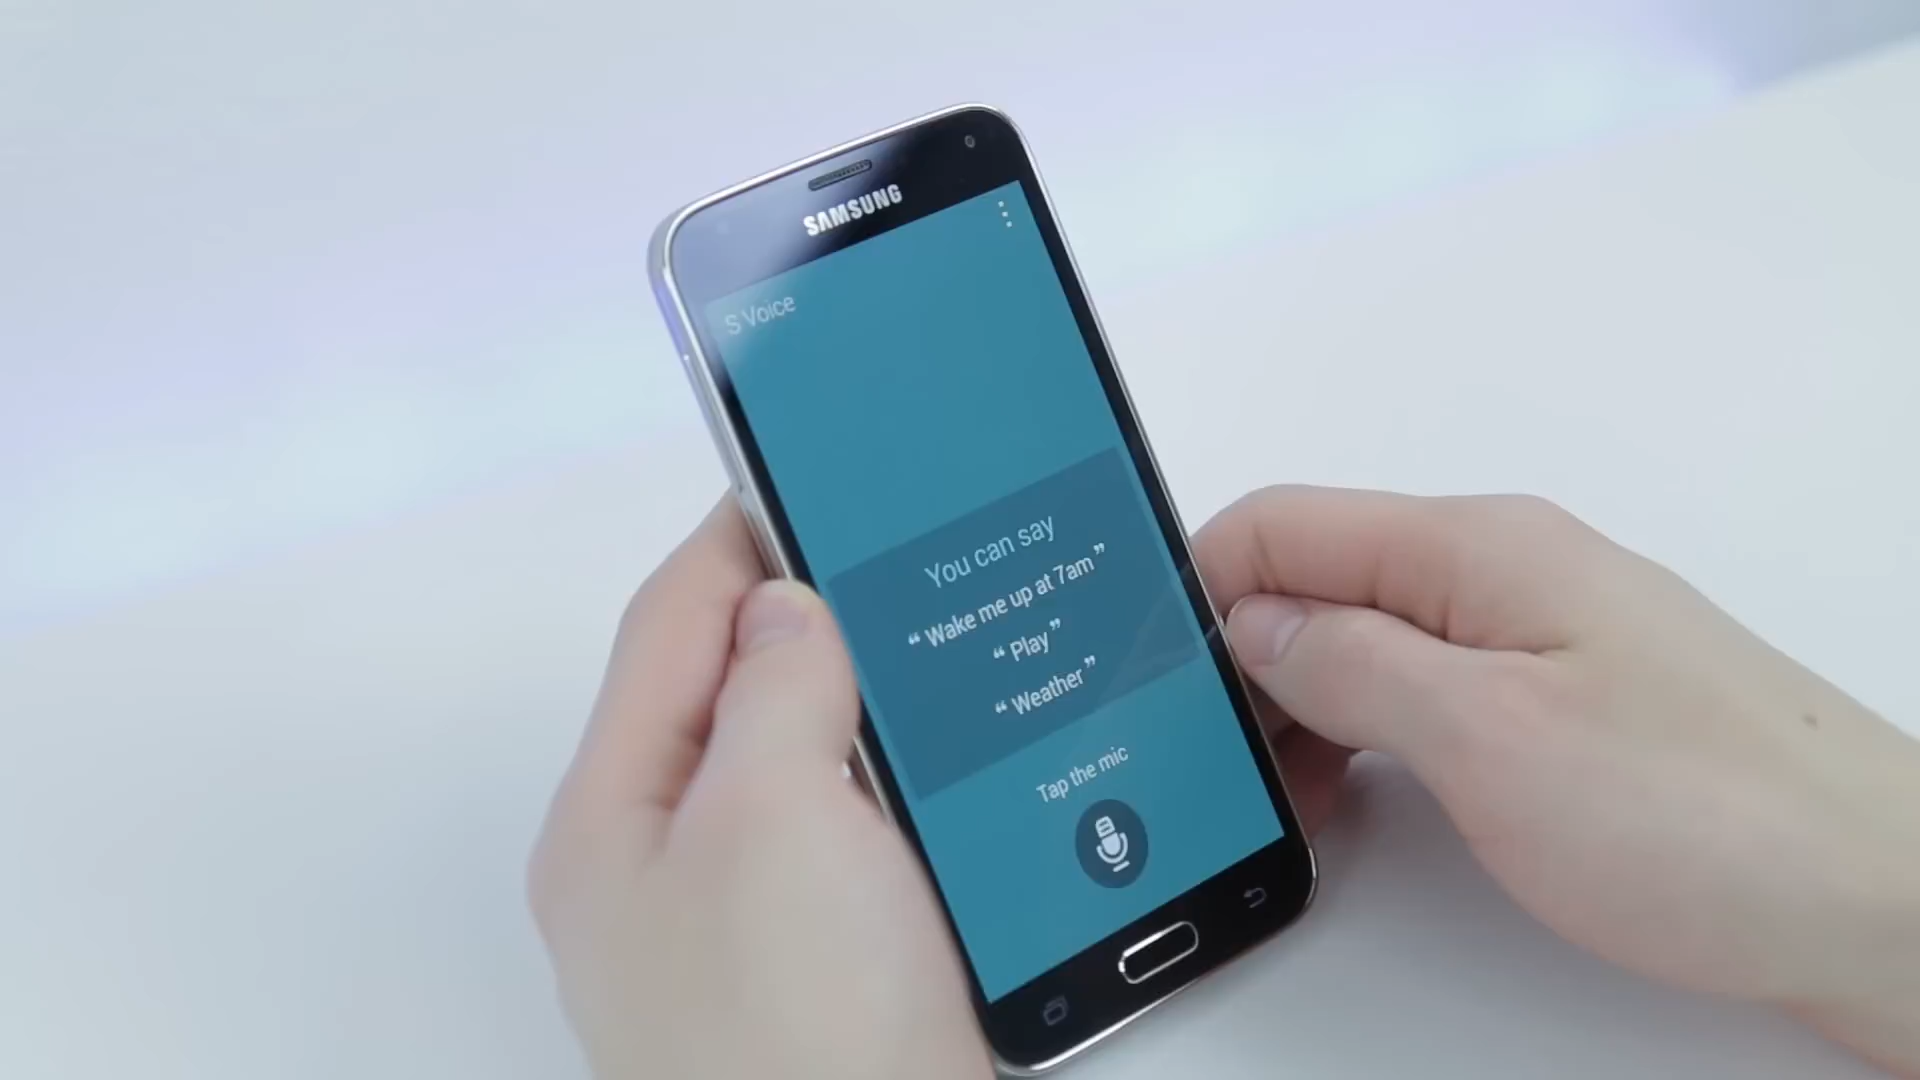 SAMSUNG
S Voice
You can say
“ Wake me up at 7am ”
“ Play ”
“ Weather ”
Tap the mic